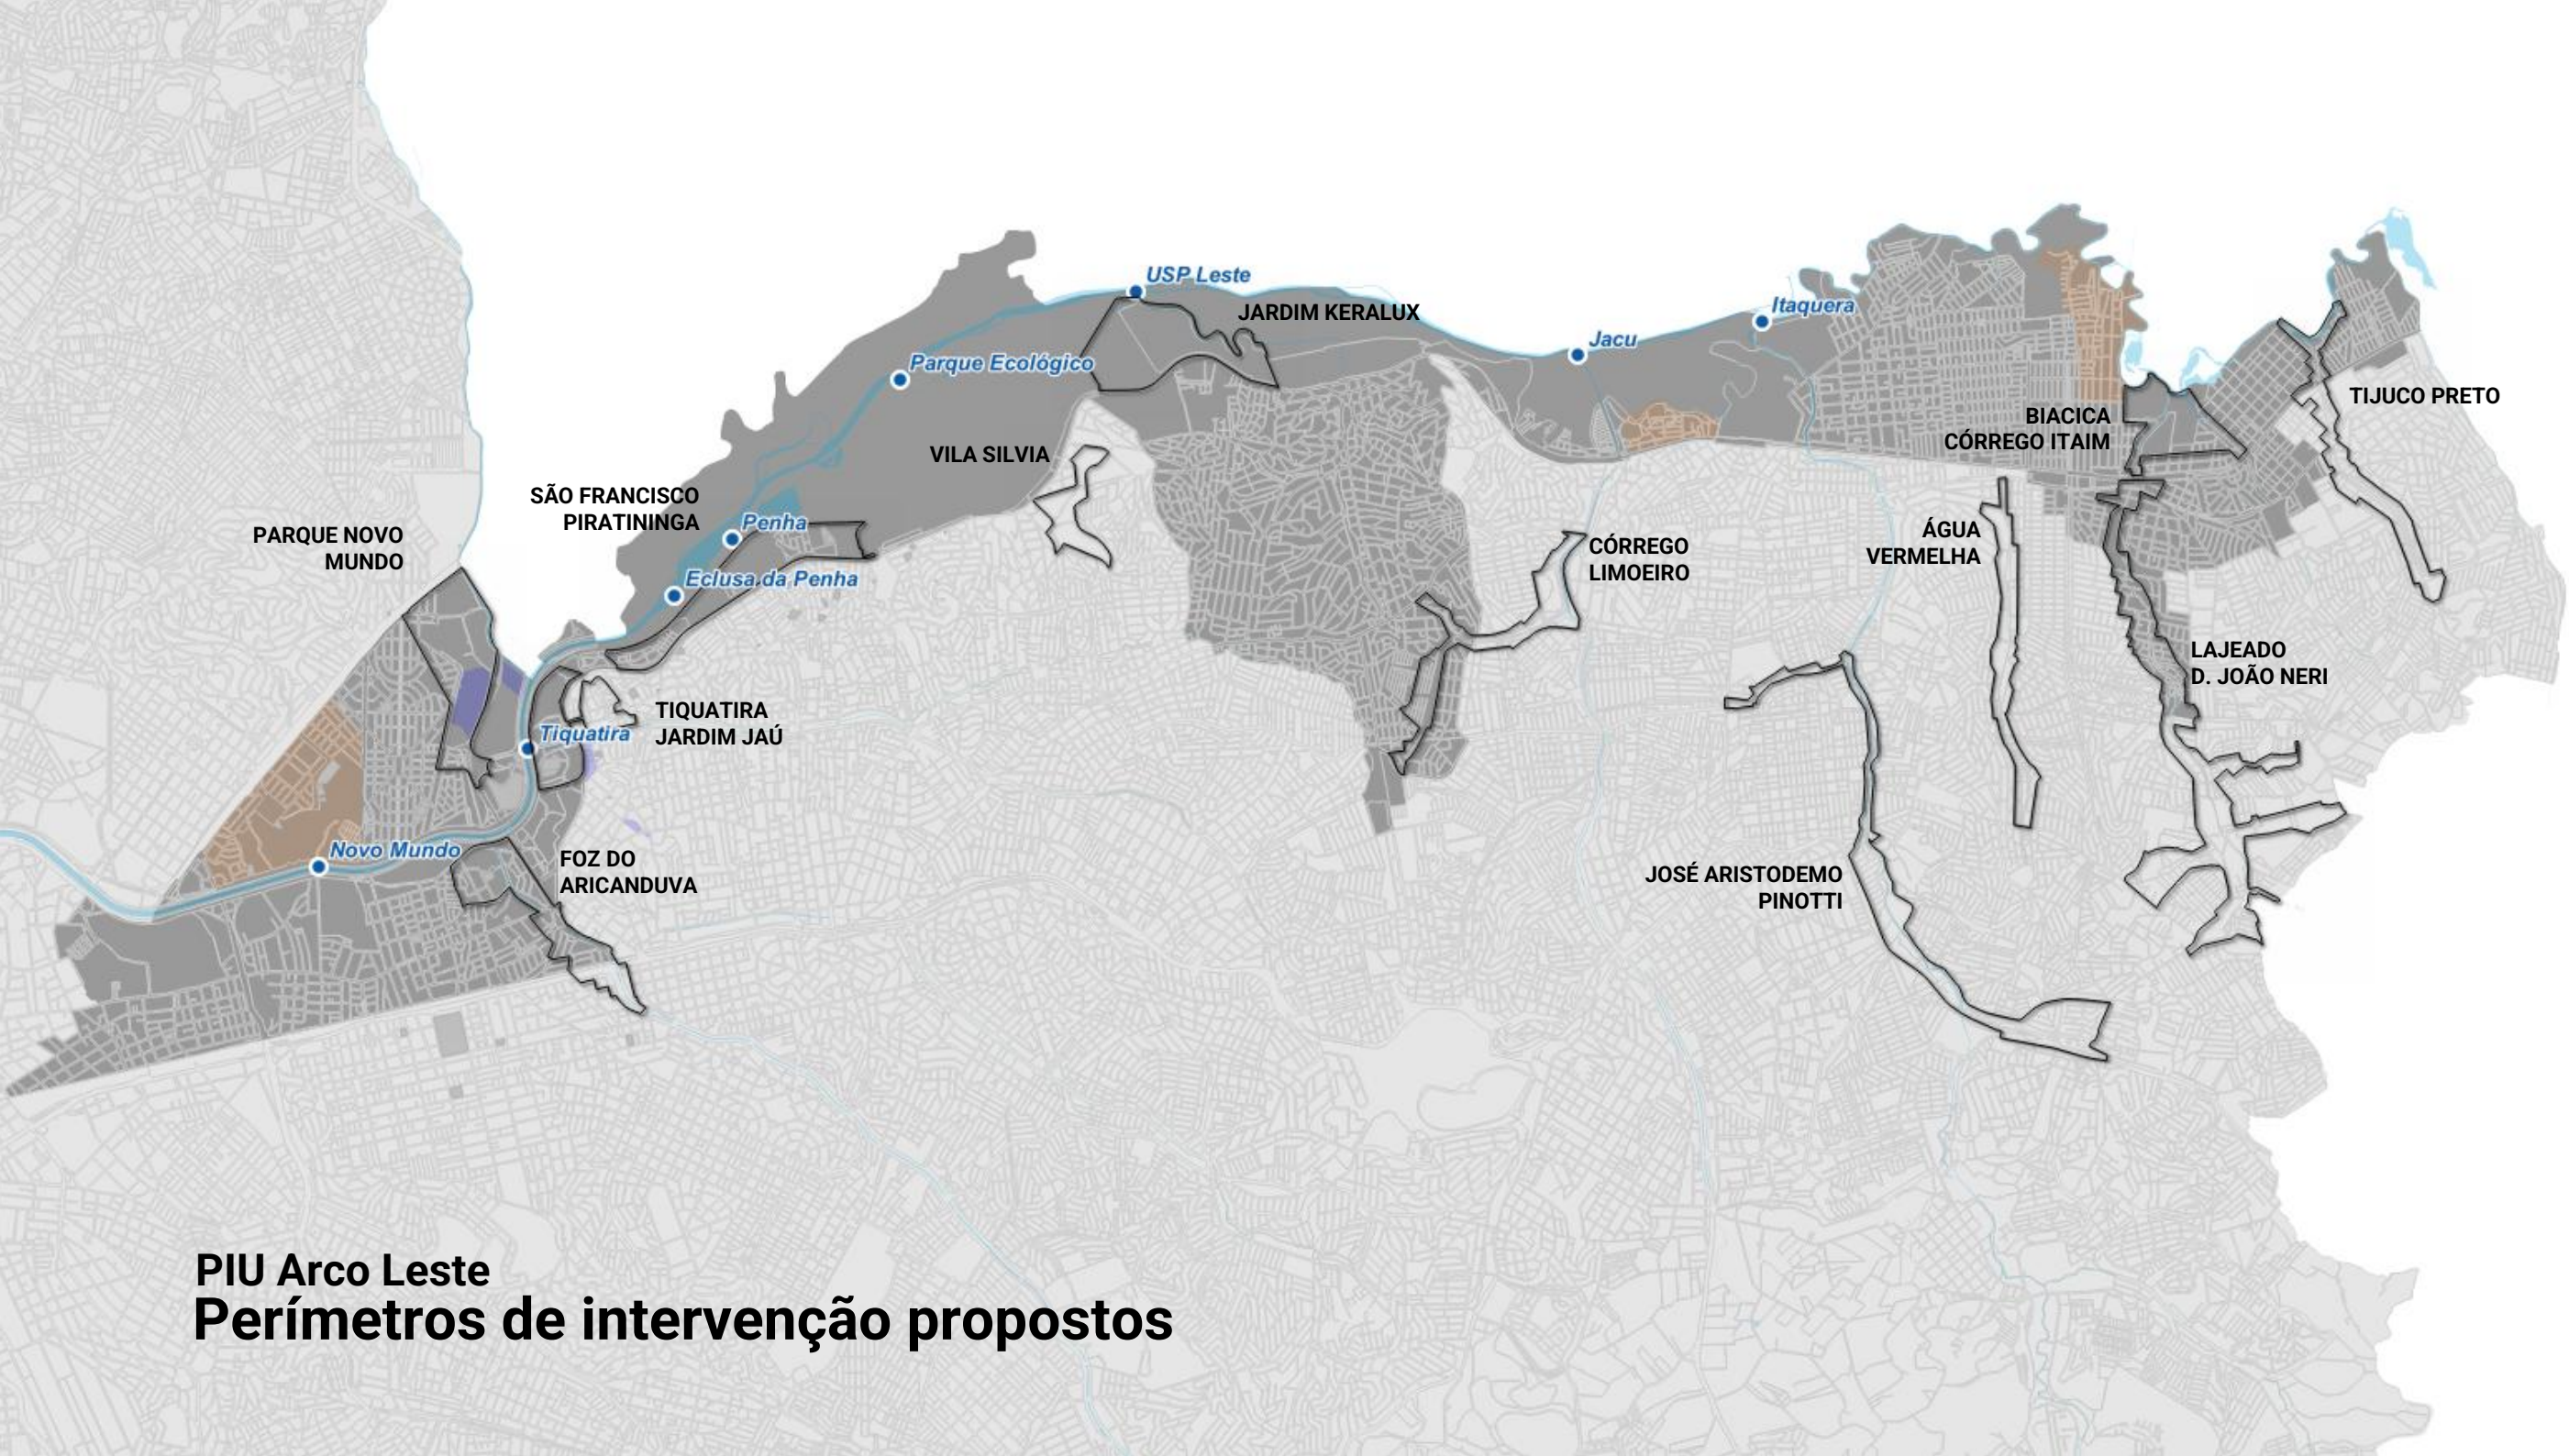 USP Leste
Itaquera
JARDIM KERALUX
Jacu
Parque Ecológico
TIJUCO PRETO
BIACICA
CÓRREGO ITAIM
VILA SILVIA
SÃO FRANCISCO
PIRATININGA
Penha
PARQUE NOVO
MUNDO
ÁGUA
VERMELHA
CÓRREGO
LIMOEIRO
Eclusa da Penha
LAJEADO
D. JOÃO NERI
TIQUATIRA
JARDIM JAÚ
Tiquatira
Novo Mundo
FOZ DO
ARICANDUVA
JOSÉ ARISTODEMO
PINOTTI
PIU Arco Leste
Perímetros de intervenção propostos